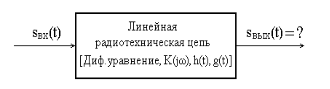 sвх(t)
Линейная
радиотехническая цепь
[Диф.уравнение, K(jω), h(t), g(t)]
sвых(t)=?